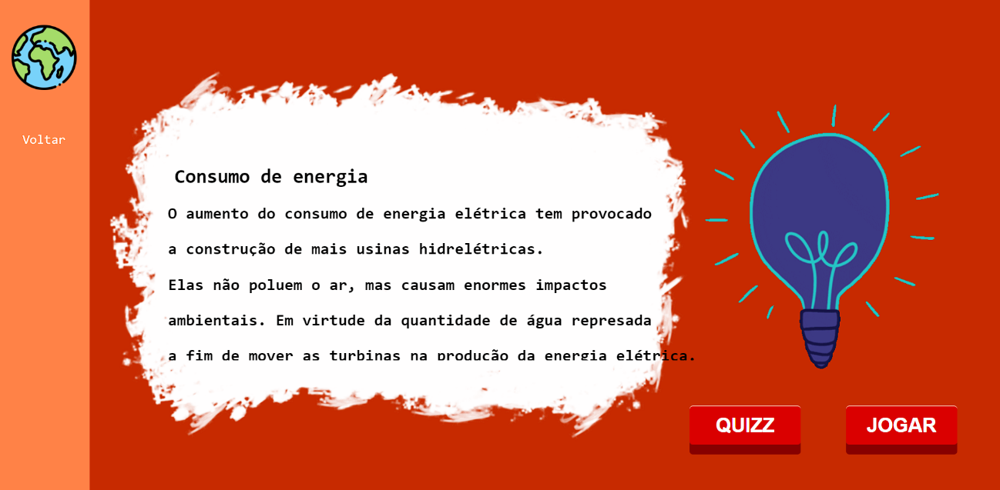 Voltar
Consumo de energia
O aumento do consumo de energia elétrica tem provocado
a construção de mais usinas hidrelétricas.
Elas não poluem o ar, mas causam enormes impactos
ambientais. Em virtude da quantidade de água represada
a fim de mover as turbinas na produção da energia elétrica.
QUIZZ
JOGAR